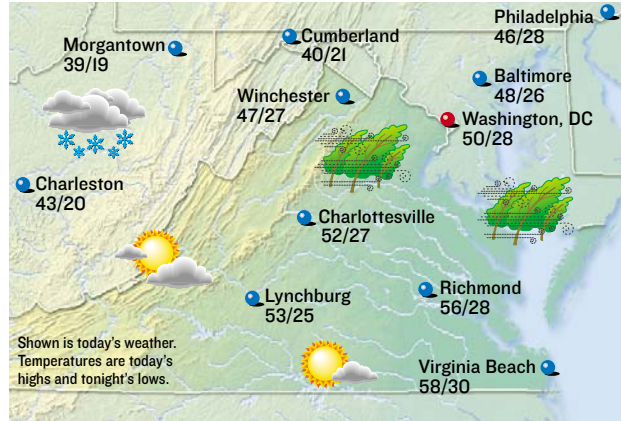 Philadelphia
46/28
Morgantown
39/19
Cumberland
40/21
Baltimore
48/26
Winchester
47/27
Washington, DC
50/28
Charleston
43/20
Charlottesville
52/27
Richmond
56/28
Lynchburg
53/25
Shown is today's weather.
Temperatures are today's
highs and tonight's lows.
Virginia Beach
58/30